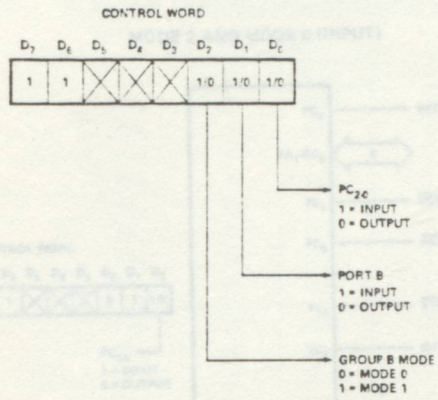 CONTROL WORD
D7 D6 D5 D4 D3 D2 D1 D0
1 1 1/0 1/0 1/0
PC2-0
1 = INPUT
0 = OUTPUT
PORT B
1 = INPUT
0 = OUTPUT
GROUP B MODE
0 = MODE 0
1 = MODE 1